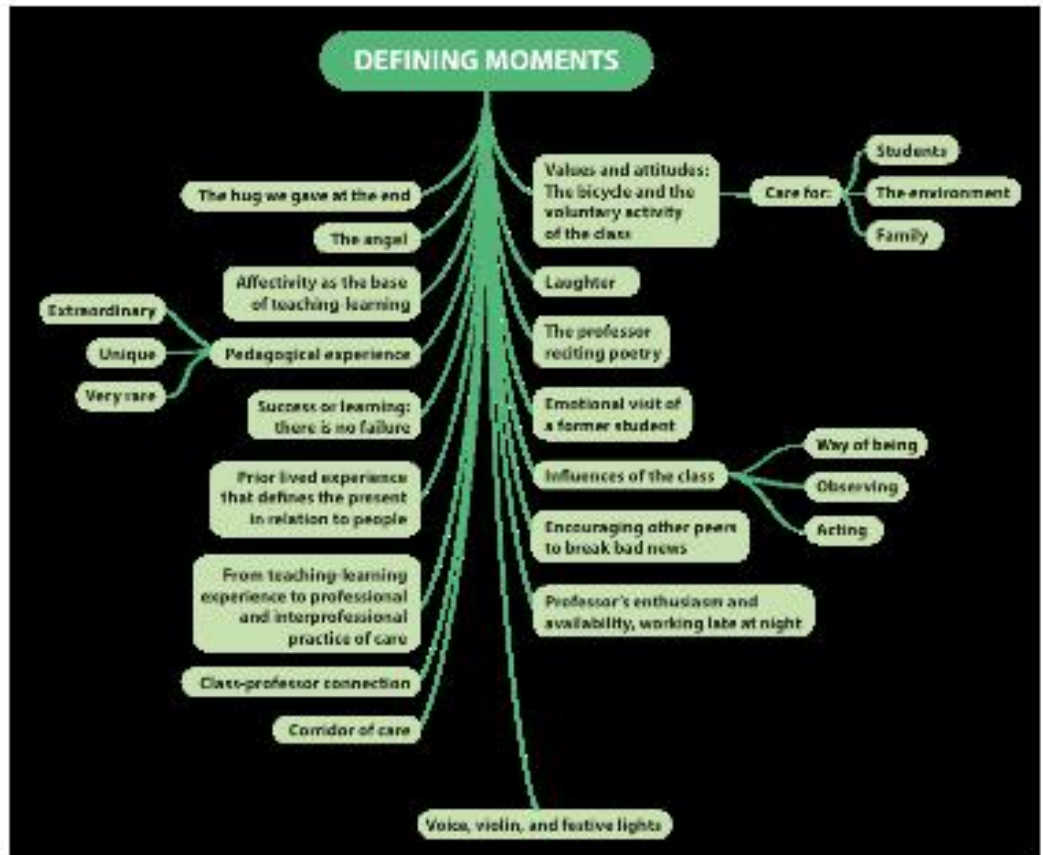 DEFINING MOMENTS
The hug we gave at the end
The angel
Affectivity as the base
of teaching-learning
Pedagogical experience
Extraordinary
Unique
Very rare
Success or learning:
there is no failure
Prior lived experience
that defines the present
in relation to people
From teaching-learning
experience to professional
and interprofessional
practice of care
Class-professor connection
Corridor of care
Values and attitudes:
The bicycle and the
voluntary activity
of the class
Care for:
Students
The environment
Family
Laughter
The professor
reciting poetry
Emotional visit of
a former student
Influences of the class
Way of being
Observing
Acting
Encouraging other peers
to break bad news
Professor's enthusiasm and
availability, working late at night
Voice, violin, and festive lights